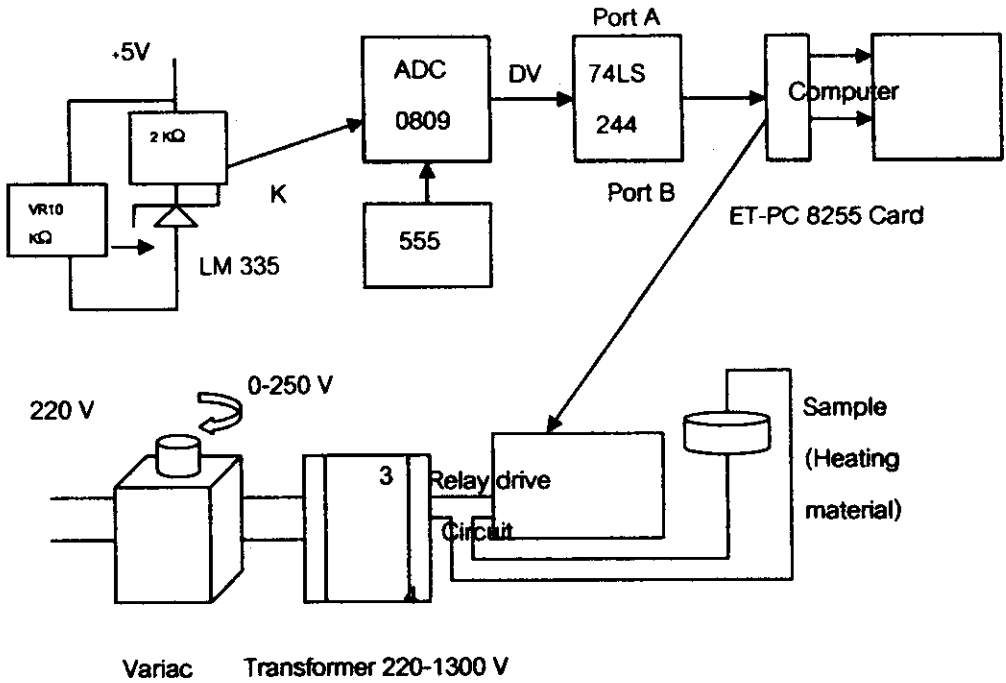 Port A
+5V
ADC
0809
DV
74LS
244
Computer
2 KΩ
K
Port B
VR10
KΩ
555
ET-PC 8255 Card
LM 335
0-250 V
220 V
Sample
(Heating
material)
3
Relay drive
Circuit
4
Variac
Transformer 220-1300 V